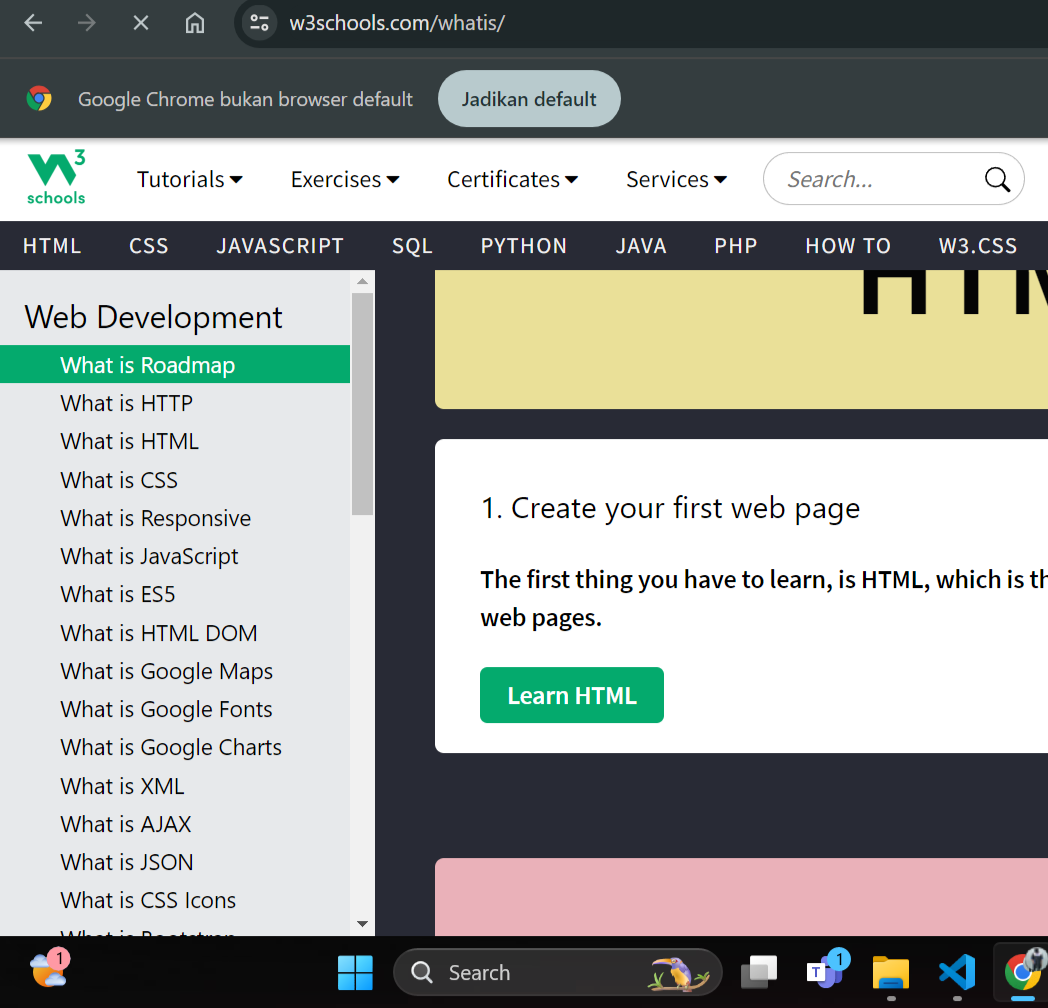 w3schools.com/whatis/
Google Chrome bukan browser default
Jadikan default
W3
schools
Tutorials
Exercises
Certificates
Services
Search...
HTML
CSS
JAVASCRIPT
SQL
PYTHON
JAVA
PHP
HOW TO
W3.CSS
Web Development
What is Roadmap
What is HTTP
What is HTML
What is CSS
What is Responsive
What is JavaScript
What is ES5
What is HTML DOM
What is Google Maps
What is Google Fonts
What is Google Charts
What is XML
What is AJAX
What is JSON
What is CSS Icons
What is Bootstrap
HTM
1. Create your first web page
The first thing you have to learn, is HTML, which is th
web pages.
Learn HTML
1
Search
T
1